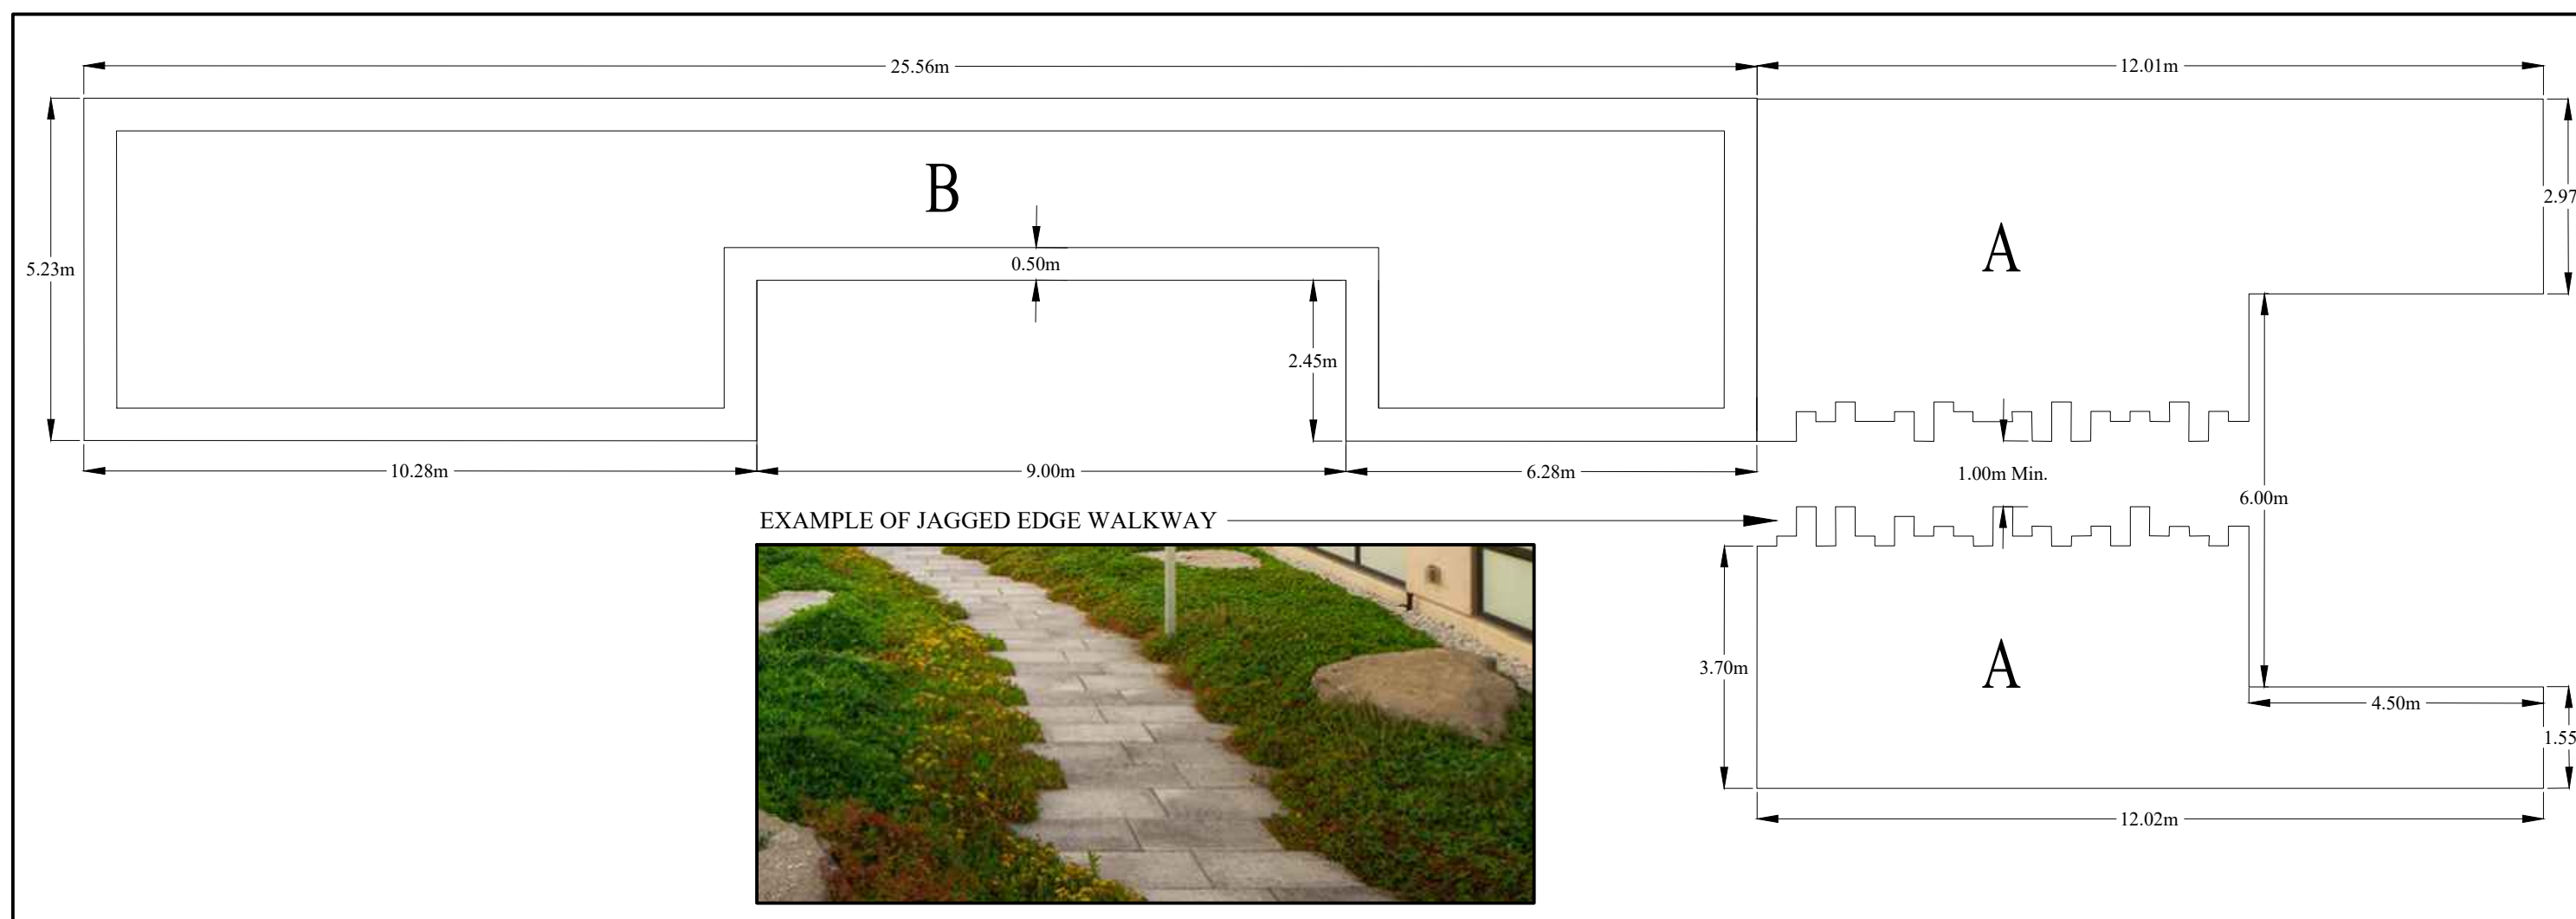 25.56m
12.01m
B
A
2.97
5.23m
0.50m
2.45m
10.28m
9.00m
6.28m
1.00m Min.
6.00m
EXAMPLE OF JAGGED EDGE WALKWAY
3.70m
A
4.50m
1.55
12.02m